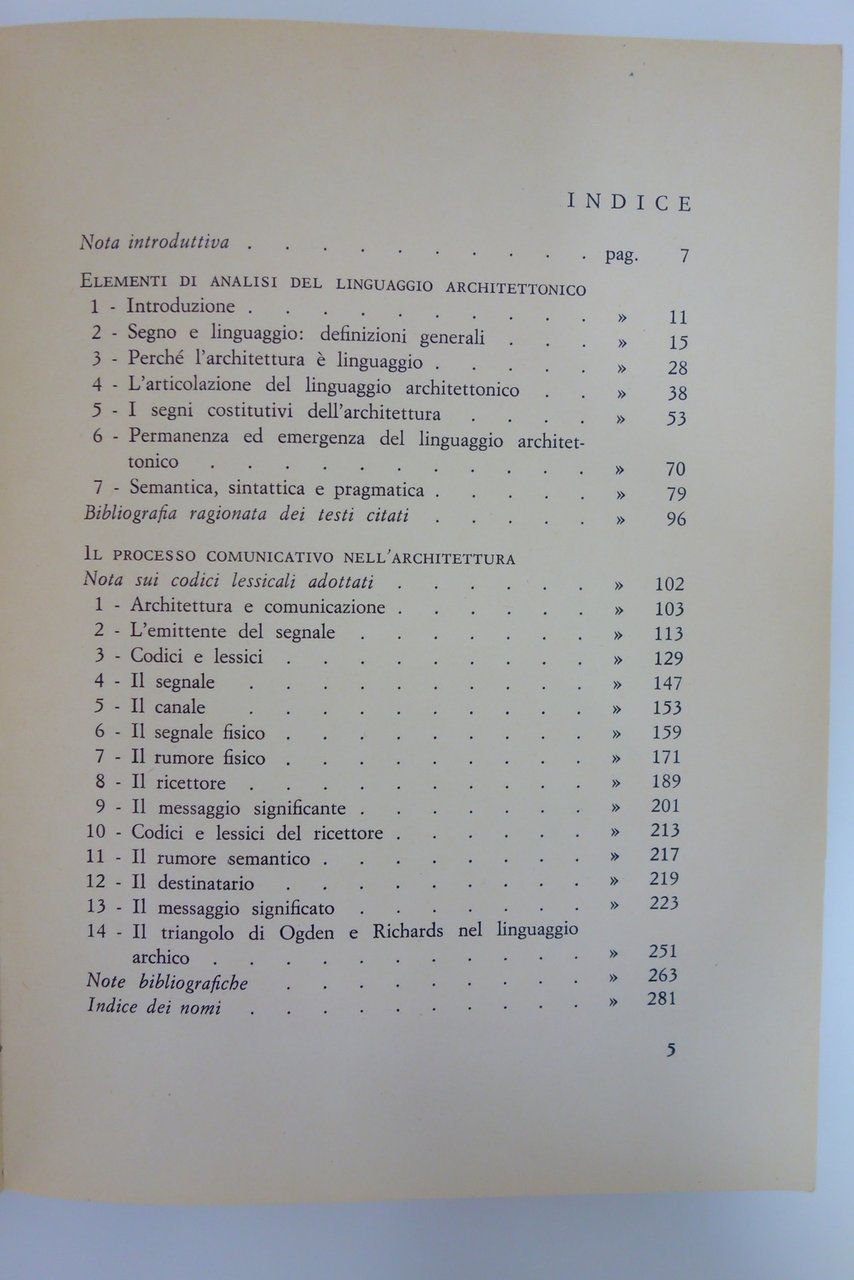 INDICE
Nota introduttiva . . . . . . . . . . pag. 7
ELEMENTI DI ANALISI DEL LINGUAGGIO ARCHITETTONICO
1 - Introduzione . . . . . . . . . . » 11
2 - Segno e linguaggio: definizioni generali . . . » 15
3 - Perché l'architettura è linguaggio . . . . . » 28
4 - L'articolazione del linguaggio architettonico . . » 38
5 - I segni costitutivi dell'architettura . . . . » 53
6 - Permanenza ed emergenza del linguaggio architet-
tonico . . . . . . . . . . . » 70
7 - Semantica, sintattica e pragmatica . . . . . » 79
Bibliografia ragionata dei testi citati . . . . . » 96
IL PROCESSO COMUNICATIVO NELL'ARCHITETTURA
Nota sui codici lessicali adottati . . . . . . » 102
1 - Architettura e comunicazione . . . . . . » 103
2 - L'emittente del segnale . . . . . . . » 113
3 - Codici e lessici . . . . . . . . . » 129
4 - Il segnale . . . . . . . . . . » 147
5 - Il canale . . . . . . . . . . » 153
6 - Il segnale fisico . . . . . . . . . » 159
7 - Il rumore fisico . . . . . . . . . » 171
8 - Il ricettore . . . . . . . . . . » 189
9 - Il messaggio significante . . . . . . . » 201
10 - Codici e lessici del ricettore . . . . . . » 213
11 - Il rumore semantico . . . . . . . . » 217
12 - Il destinatario . . . . . . . . . » 219
13 - Il messaggio significato . . . . . . . » 223
14 - Il triangolo di Ogden e Richards nel linguaggio
archico . . . . . . . . . . . » 251
Note bibliografiche . . . . . . . . . » 263
Indice dei nomi . . . . . . . . . . » 281
5